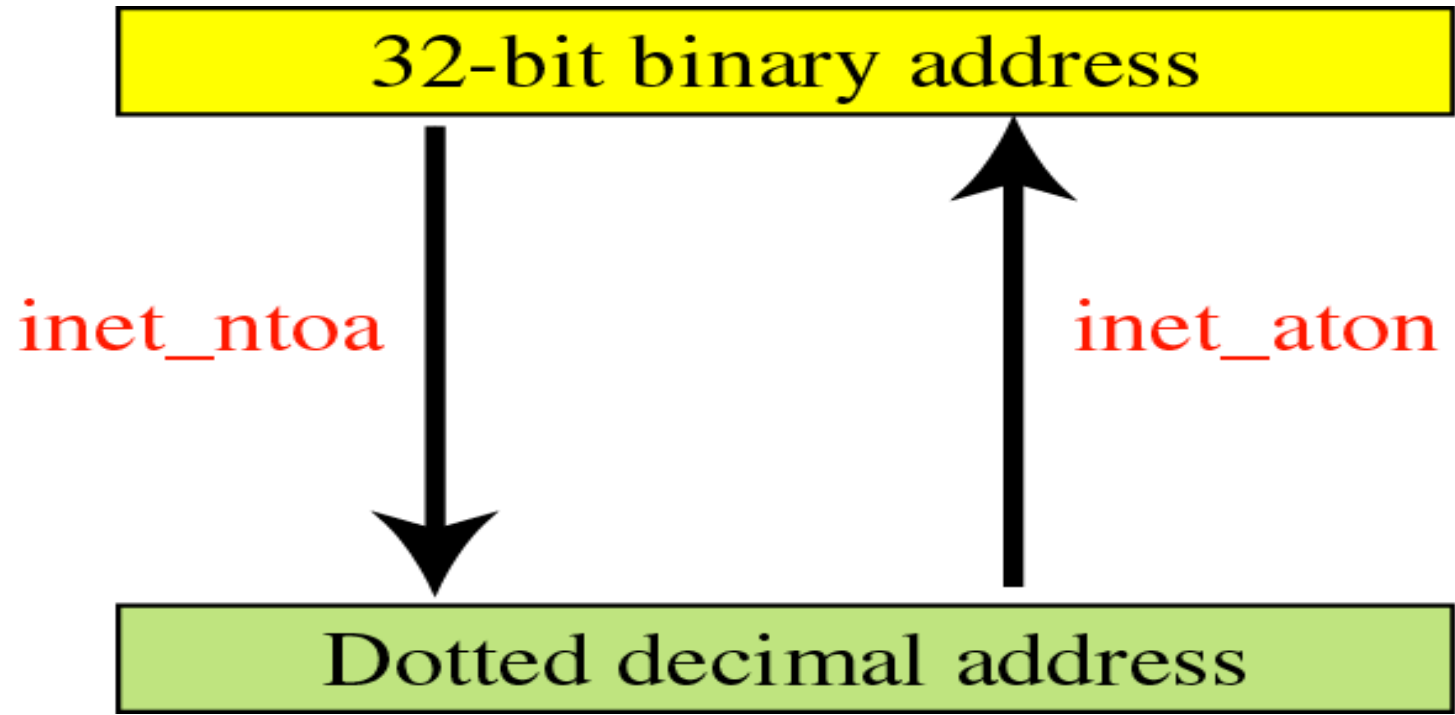 32-bit binary address
inet_ntoa
inet_aton
Dotted decimal address